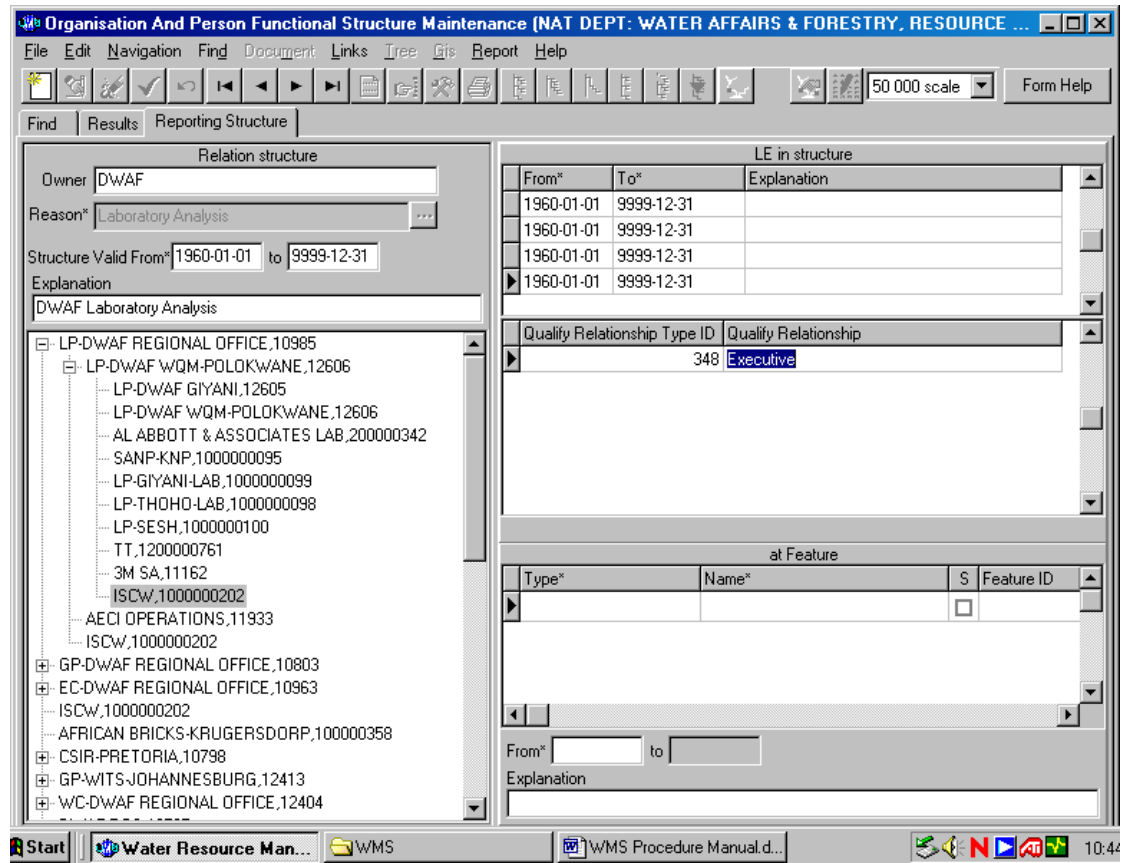 Organisation And Person Functional Structure Maintenance (NAT DEPT: WATER AFFAIRS & FORESTRY, RESOURCE ...
File Edit Navigation Find Document Links Tree Gis Report Help
50 000 scale Form Help
Find Results Reporting Structure
Relation structure
Owner DWAF
Reason* Laboratory Analysis ...
Structure Valid From* 1960-01-01 to 9999-12-31
Explanation
DWAF Laboratory Analysis
LP-DWAF REGIONAL OFFICE,10985
LP-DWAF WQM-POLOKWANE,12606
LP-DWAF GIYANI,12605
LP-DWAF WQM-POLOKWANE,12606
AL ABBOTT & ASSOCIATES LAB,200000342
SANP-KNP,1000000095
LP-GIYANI-LAB,1000000099
LP-THOHO-LAB,1000000098
LP-SESH,1000000100
TT,1200000761
3M SA,11162
ISCW,1000000202
AECI OPERATIONS,11933
ISCW,1000000202
GP-DWAF REGIONAL OFFICE,10803
EC-DWAF REGIONAL OFFICE,10963
ISCW,1000000202
AFRICAN BRICKS-KRUGERSDORP,100000358
CSIR-PRETORIA,10798
GP-WITS-JOHANNESBURG,12413
WC-DWAF REGIONAL OFFICE,12404
LE in structure
From* To* Explanation
1960-01-01 9999-12-31
1960-01-01 9999-12-31
1960-01-01 9999-12-31
1960-01-01 9999-12-31
Qualify Relationship Type ID Qualify Relationship
348 Executive
at Feature
Type* Name* S Feature ID
From* to
Explanation
Start Water Resource Man... WMS WMS Procedure Manual.d... N 10:44